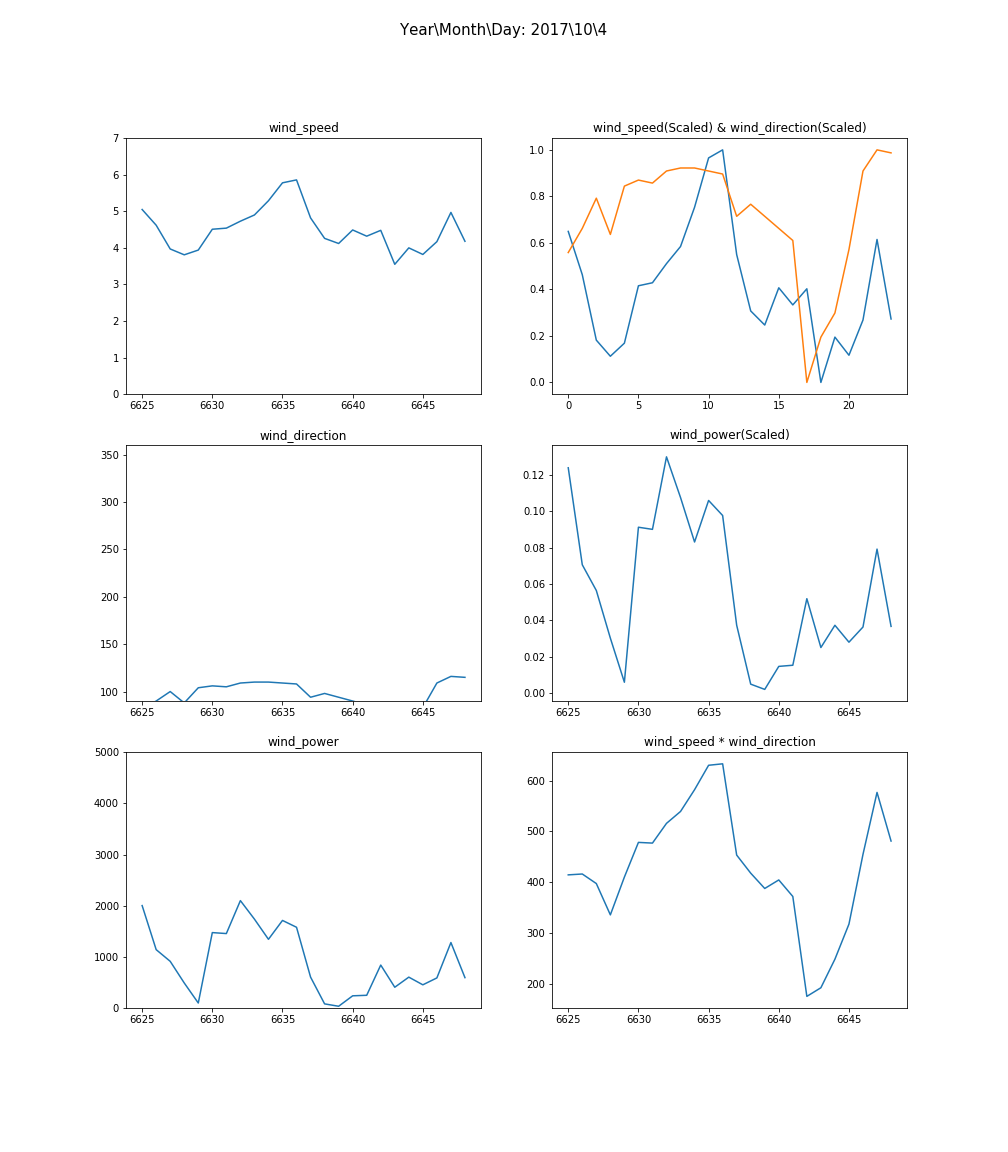 Year\Month\Day: 2017\10\4
wind_speed
7
6
5
4
3
2
1
0
6625 6630 6635 6640 6645
wind_speed(Scaled) & wind_direction(Scaled)
1.0
0.8
0.6
0.4
0.2
0.0
0 5 10 15 20
wind_direction
350
300
250
200
150
100
6625 6630 6635 6640 6645
wind_power(Scaled)
0.12
0.10
0.08
0.06
0.04
0.02
0.00
6625 6630 6635 6640 6645
wind_power
5000
4000
3000
2000
1000
0
6625 6630 6635 6640 6645
wind_speed * wind_direction
600
500
400
300
200
6625 6630 6635 6640 6645